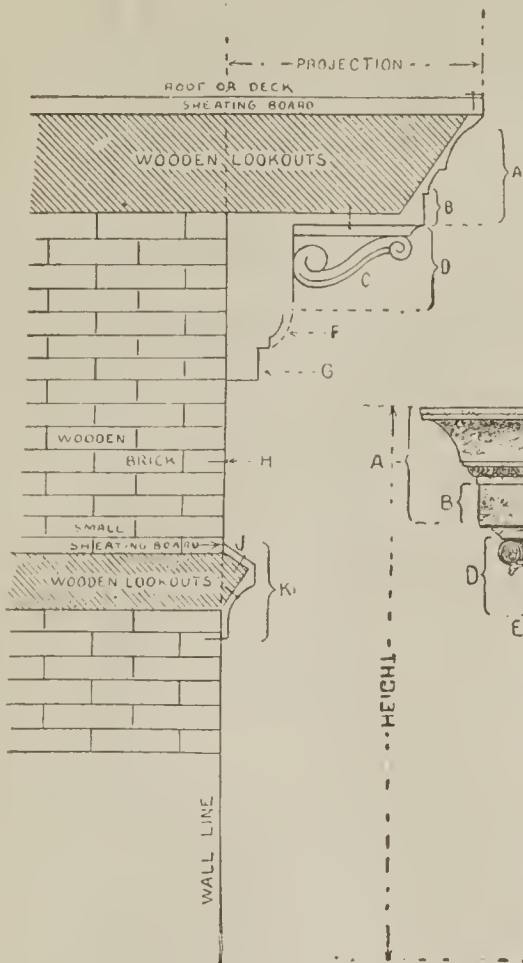 PROJECTION
ROOF OR DECK
SHEATING BOARD
WOODEN LOOKOUTS
A
B
C
D
F
G
WOODEN
BRICK
H
SMALL
SHEATING BOARD
J
WOODEN LOOKOUTS
K
A
B
D
E
HEIGHT
WALL LINE